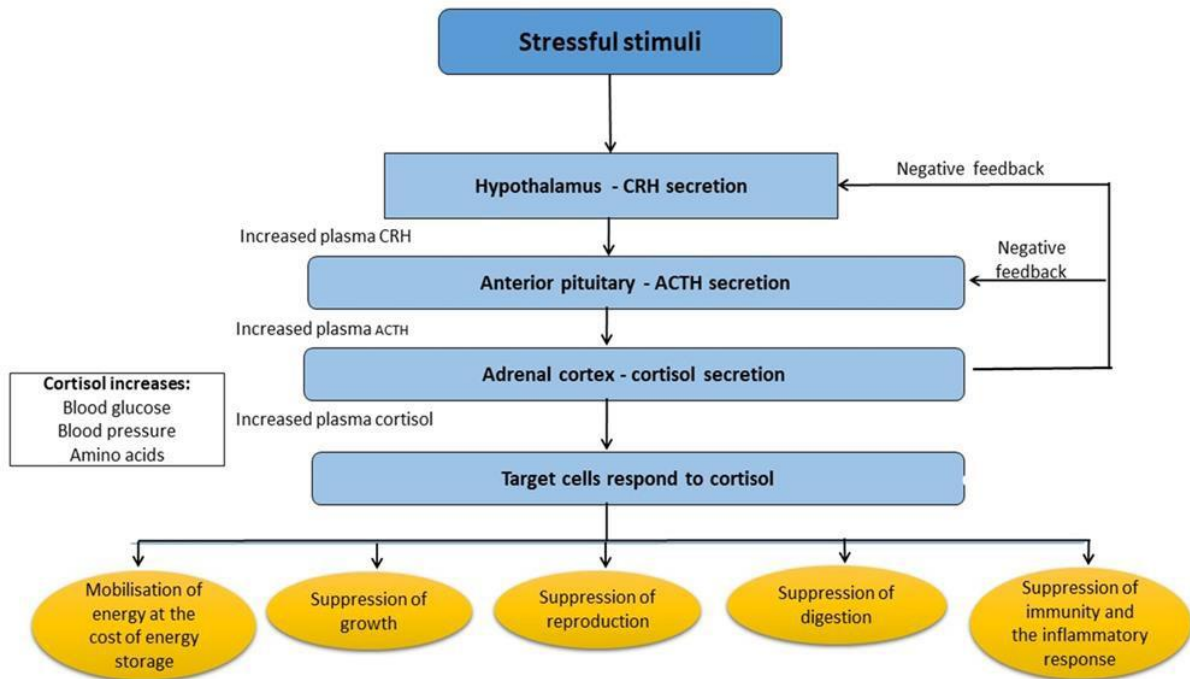 Stressful stimuli
Negative feedback
Hypothalamus - CRH secretion
Increased plasma CRH
Negative
feedback
Anterior pituitary - ACTH secretion
Increased plasma ACTH
Adrenal cortex - cortisol secretion
Cortisol increases:
Blood glucose
Blood pressure
Amino acids
Increased plasma cortisol
Target cells respond to cortisol
Mobilisation of
energy at the
cost of energy
storage
Suppression of
growth
Suppression of
reproduction
Suppression of
digestion
Suppression of
immunity and
the inflammatory
response